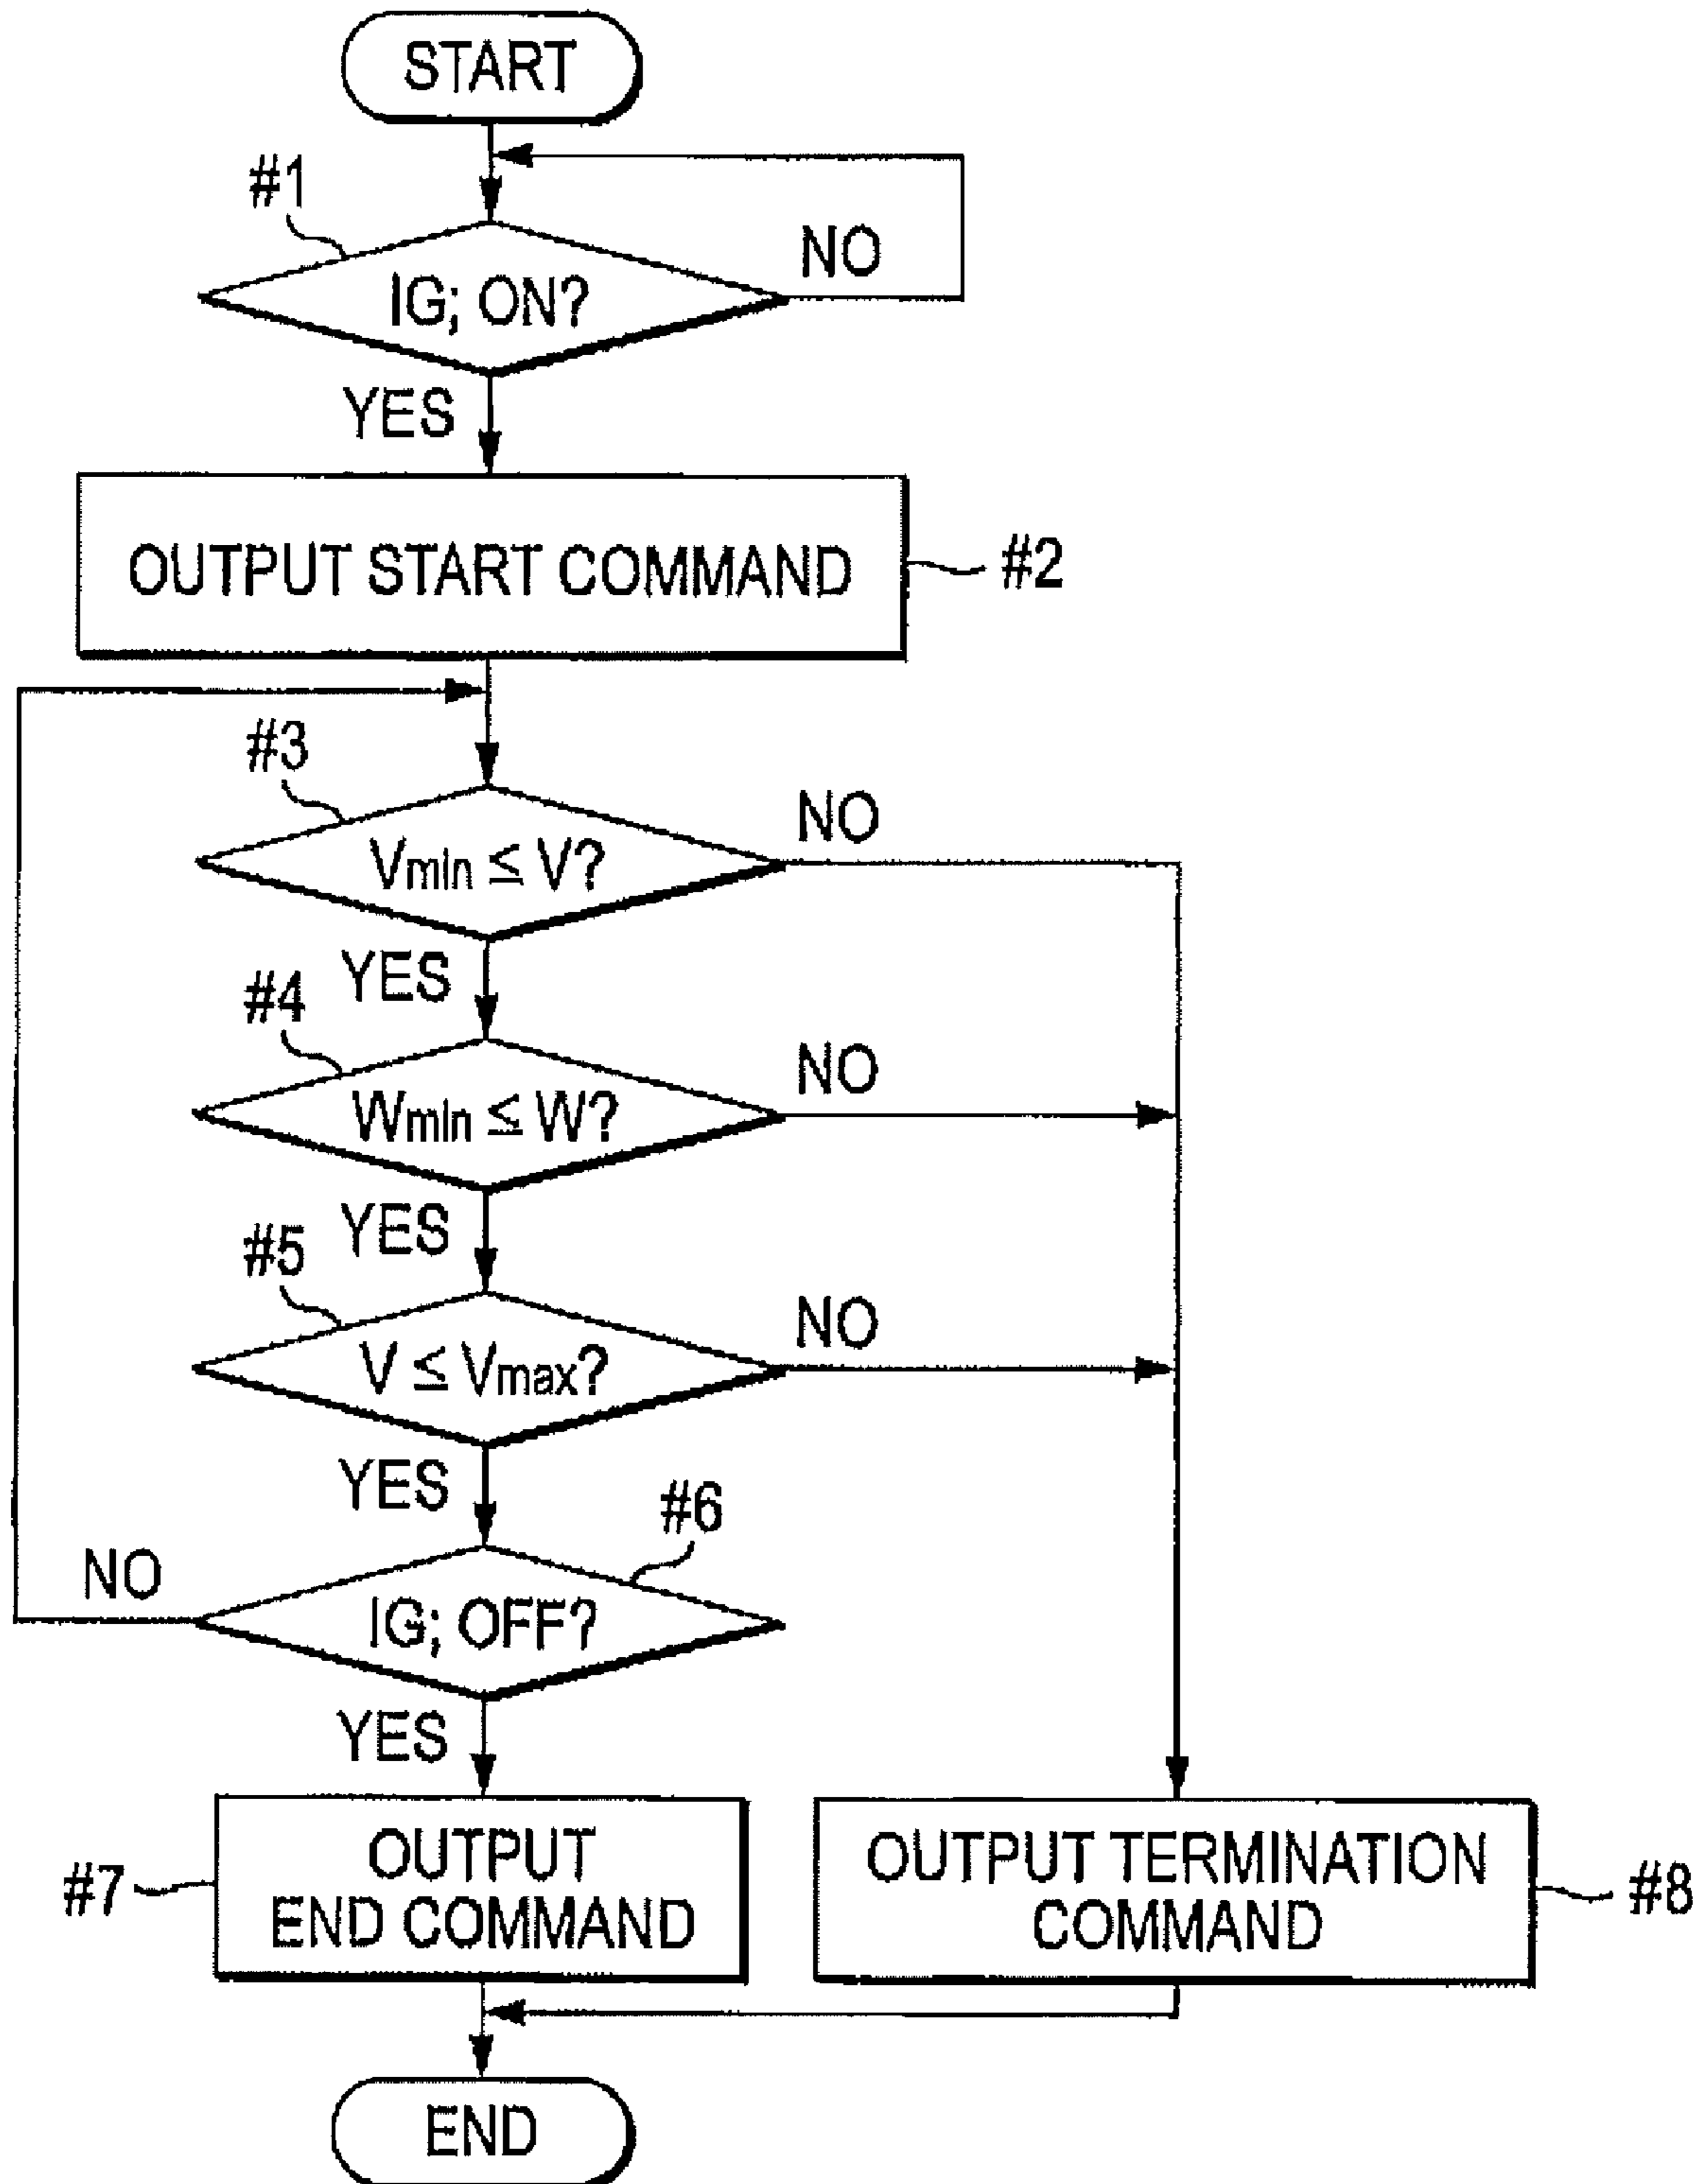 START
#1
NO
IG; ON?
YES
OUTPUT START COMMAND
#2
#3
NO
Vmin ≤ V?
YES
#4
NO
Wmin ≤ W?
YES
#5
NO
V ≤ Vmax?
YES
#6
NO
IG; OFF?
YES
OUTPUT
END COMMAND
#7
OUTPUT TERMINATION
COMMAND
#8
END